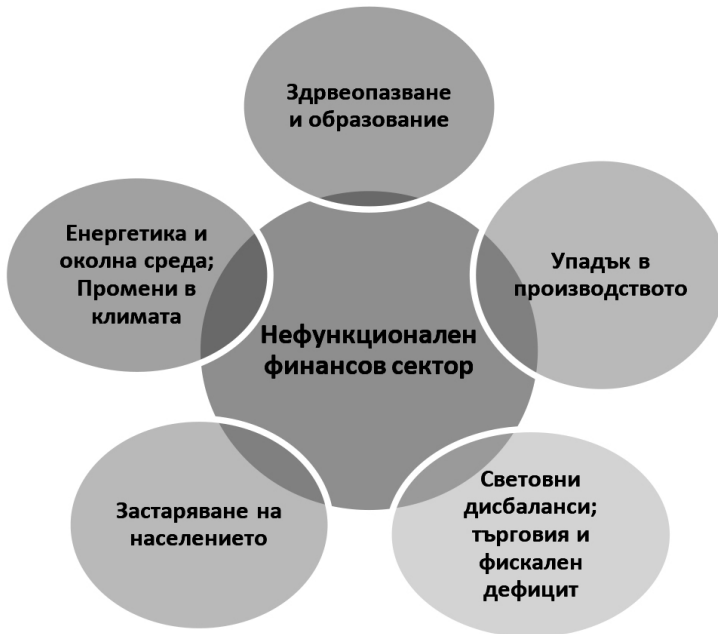 Здрвеопазване
и образование
Енергетика и
околна среда;
Промени в
климата
Упадък в
производството
Нефункционален
финансов сектор
Застаряване на
населението
Световни
дисбаланси;
търговия и
фискален
дефицит